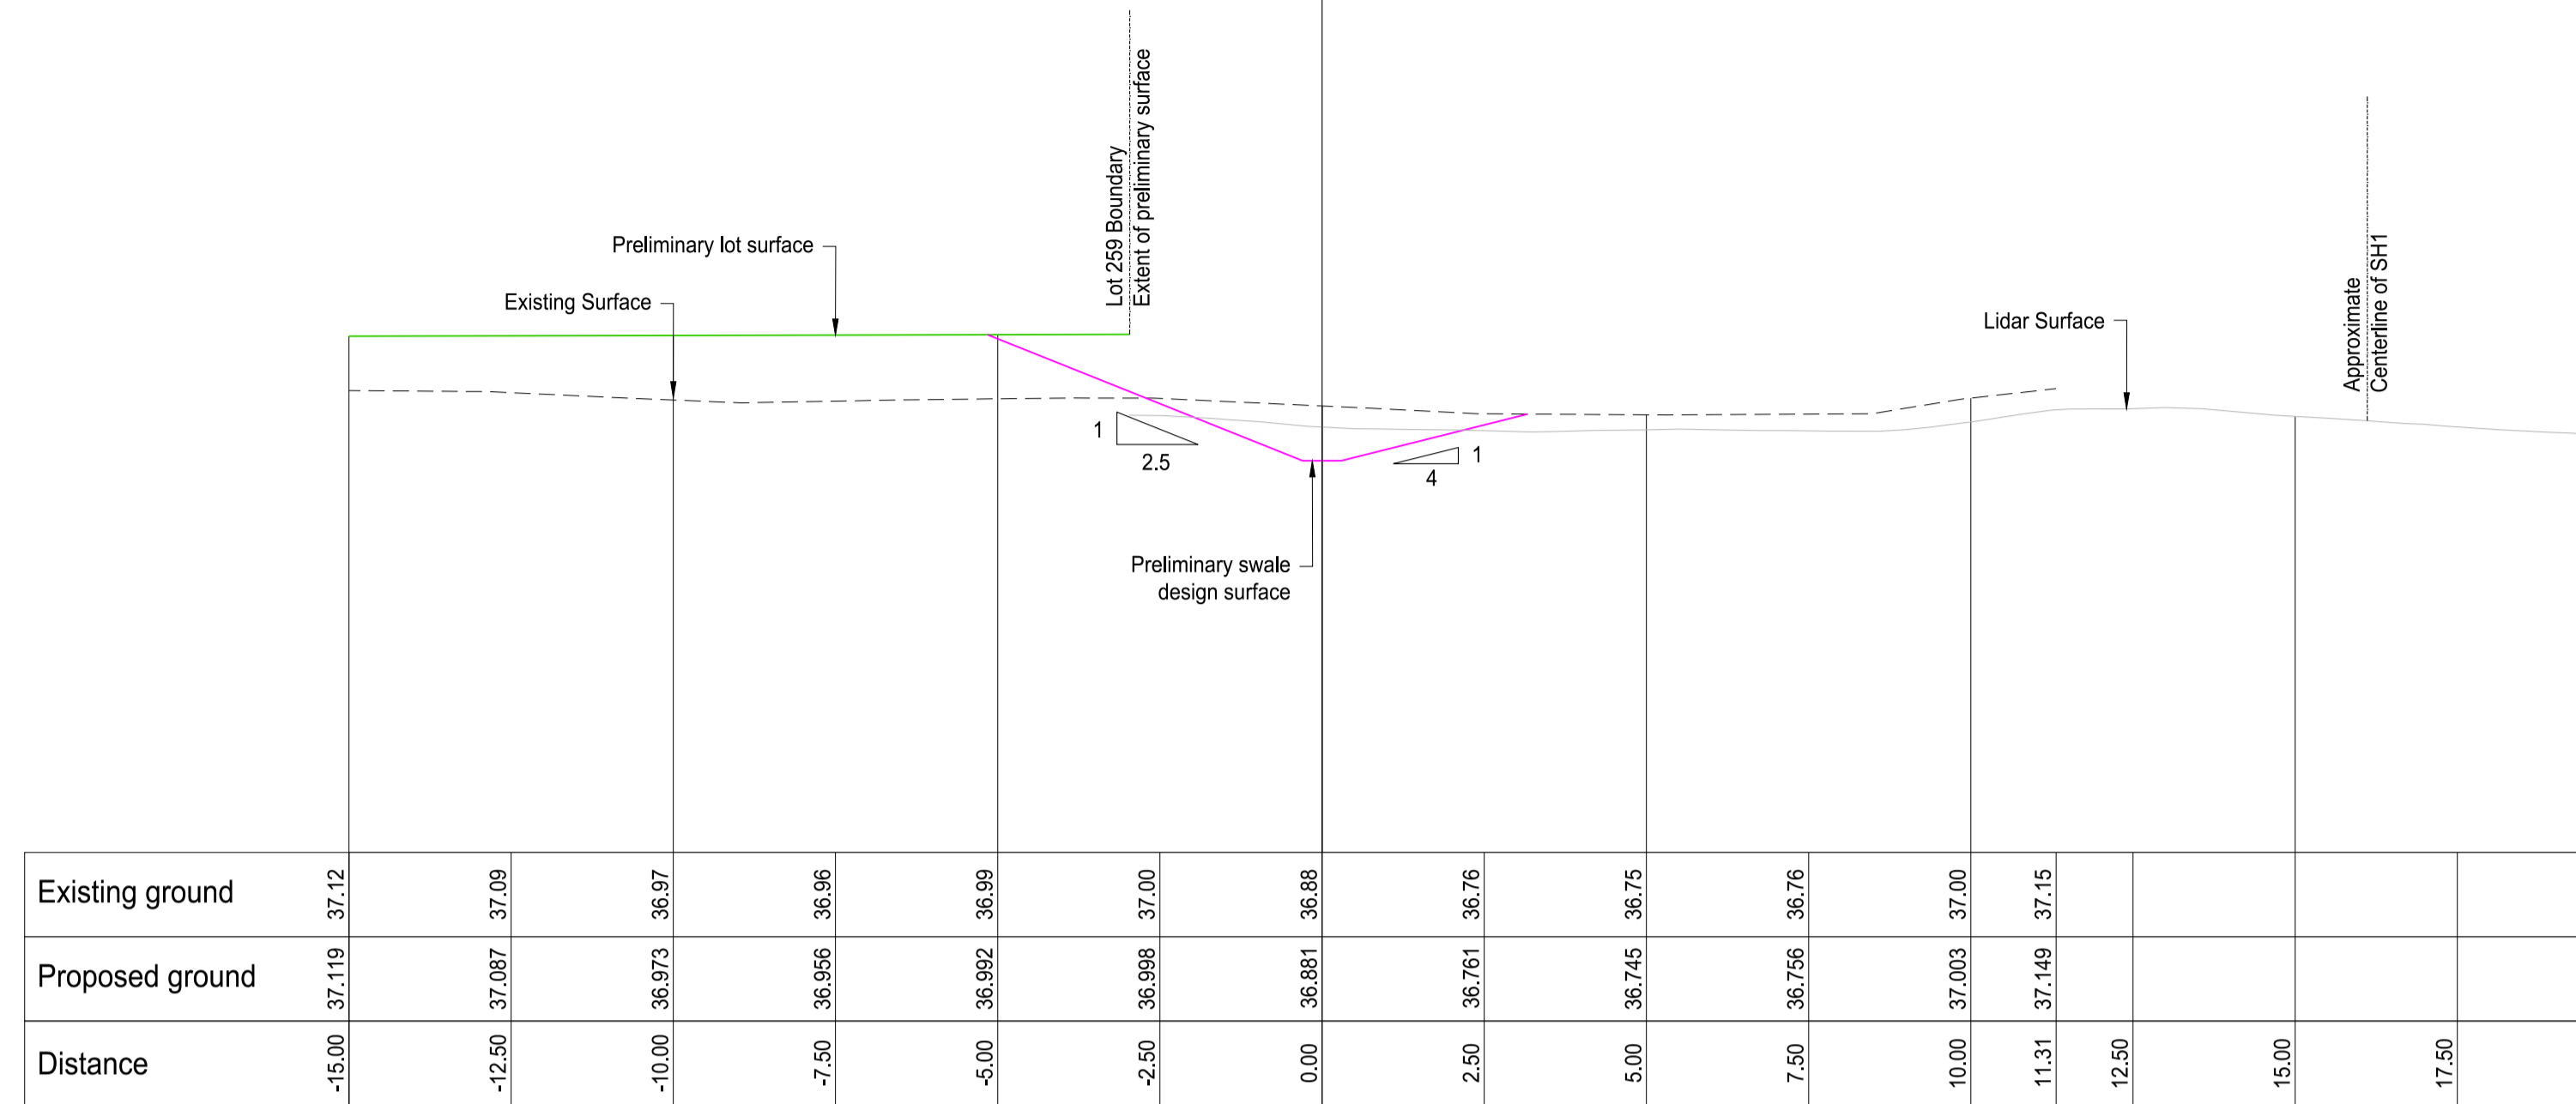 Lot 259 Boundary
Extent of preliminary surface
Preliminary lot surface
Existing Surface
Lidar Surface
Approximate
Centerline of SH1
1
2.5
1
4
Preliminary swale
design surface
Existing ground 37.12 37.09 36.97 36.96 36.99 37.00 36.88 36.76 36.75 36.76 37.00 37.15
Proposed ground 37.119 37.087 36.973 36.956 36.992 36.998 36.881 36.761 36.745 36.756 37.003 37.149
Distance -15.00 -12.50 -10.00 -7.50 -5.00 -2.50 0.00 2.50 5.00 7.50 10.00 11.31 12.50 15.00 17.50